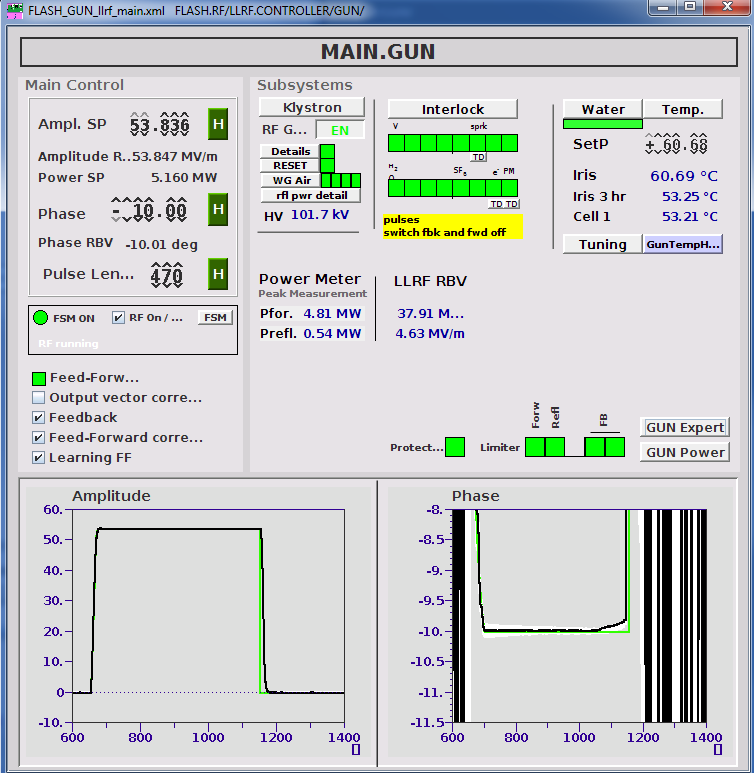 FLASH_GUN_llrf_main.xml FLASH.RF/LLRF.CONTROLLER/GUN/
MAIN.GUN
Main Control
Ampl. SP 53.836 H
Amplitude R.. 53.847 MV/m
Power SP 5.160 MW
Phase - 10.00 H
Phase RBV -10.01 deg
Pulse Len... 470 H
FSM ON RF On / ... FSM
RF running
Feed-Forw...
Output vector corre...
Feedback
Feed-Forward corre...
Learning FF
Subsystems
Klystron
RF G... EN
Details
RESET
WG Air
rfl pwr detail
HV 101.7 kV
Interlock
V sprk
TD
H2O SF6 e- PM
TD TD
pulses
switch fbk and fwd off
Water Temp.
SetP + 60.68
Iris 60.69 °C
Iris 3 hr 53.25 °C
Cell 1 53.21 °C
Tuning GunTempH...
Power Meter LLRF RBV
Peak Measurement
Pfor. 4.81 MW 37.91 M...
Prefl. 0.54 MW 4.63 MV/m
Forw Refl FB
Protect... Limiter
GUN Expert
GUN Power
Amplitude
60.
50.
40.
30.
20.
10.
0
-10.
600 800 1000 1200 1400
[]
Phase
-8.
-8.5
-9.
-9.5
-10.
-10.5
-11.
-11.5
600 800 1000 1200 1400
[]